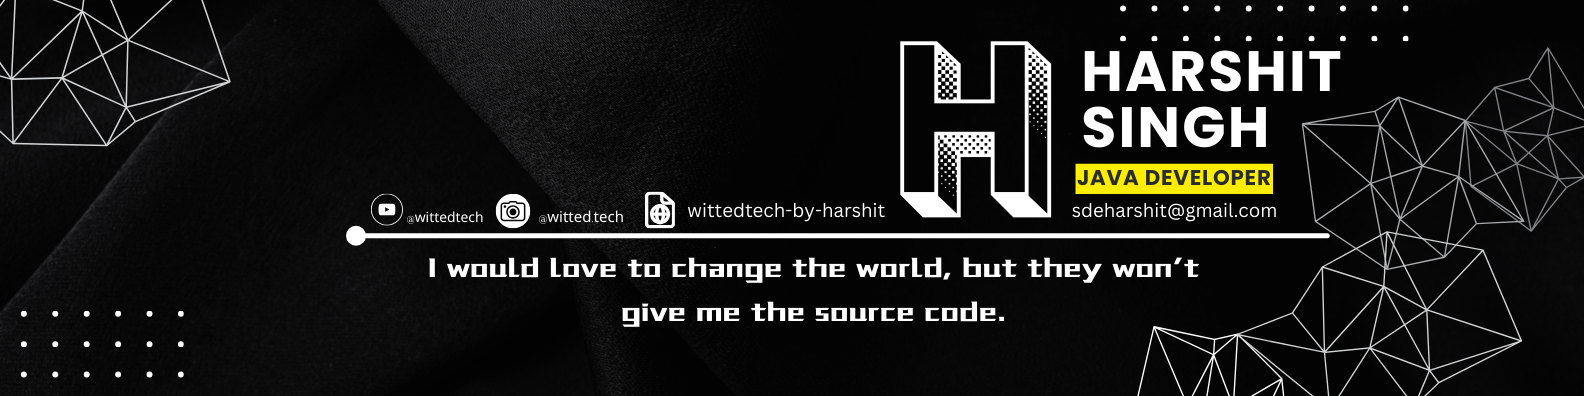 H
HARSHIT
SINGH
JAVA DEVELOPER
sdeharshit@gmail.com
@wittedtech @witted.tech wittedtech-by-harshit
I would love to change the world, but they won't
give me the source code.